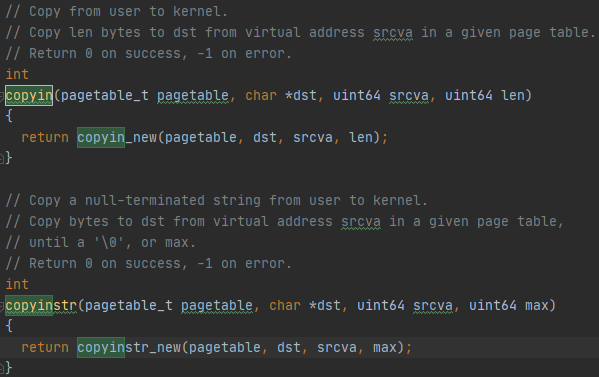 // Copy from user to kernel.
// Copy len bytes to dst from virtual address srcva in a given page table.
// Return 0 on success, -1 on error.
int
copyin(pagetable_t pagetable, char *dst, uint64 srcva, uint64 len)
{
  return copyin_new(pagetable, dst, srcva, len);
}

// Copy a null-terminated string from user to kernel.
// Copy bytes to dst from virtual address srcva in a given page table,
// until a '\0', or max.
// Return 0 on success, -1 on error.
int
copyinstr(pagetable_t pagetable, char *dst, uint64 srcva, uint64 max)
{
  return copyinstr_new(pagetable, dst, srcva, max);
}